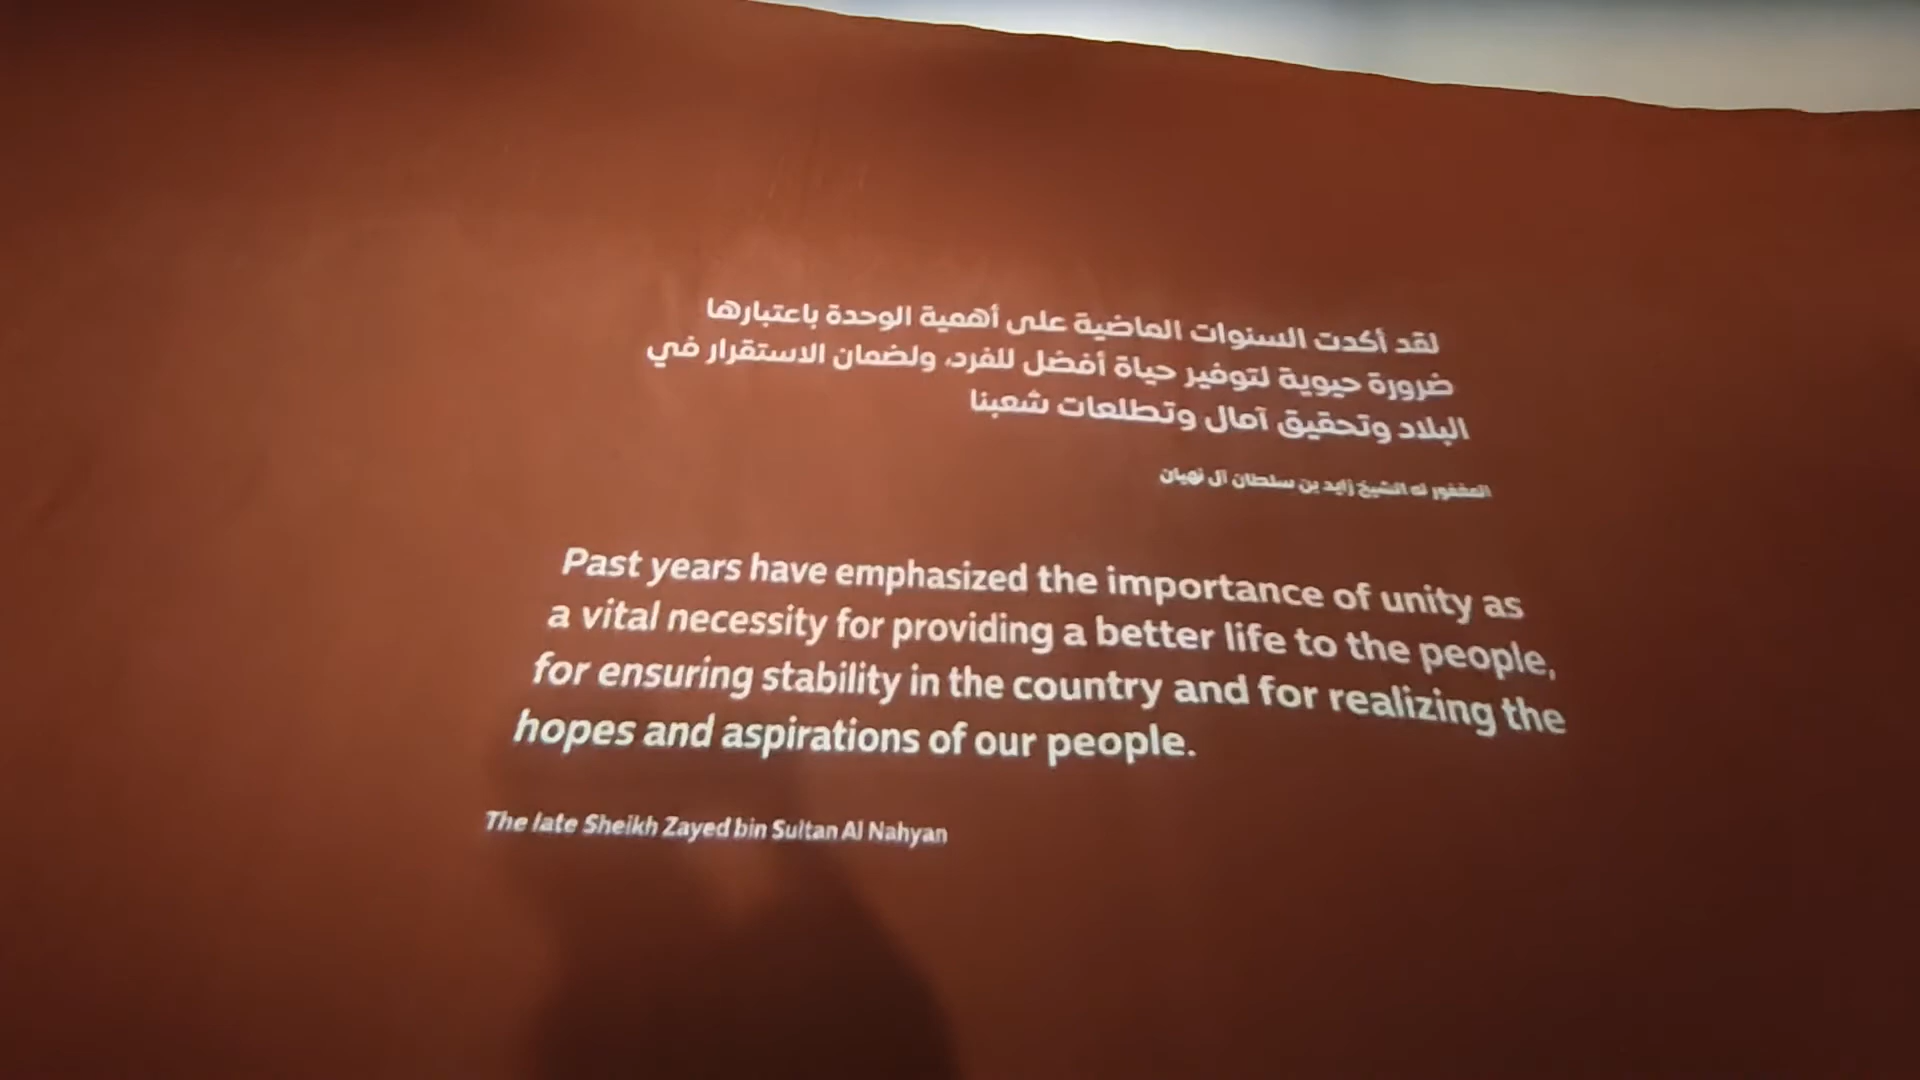 لقد أكدت السنوات الماضية على أهمية الوحدة باعتبارها
ضرورة حيوية لتوفير حياة أفضل للفرد، ولضمان الاستقرار في
البلاد وتحقيق آمال وتطلعات شعبنا
المغفور له الشيخ زايد بن سلطان آل نهيان
Past years have emphasized the importance of unity as
a vital necessity for providing a better life to the people,
for ensuring stability in the country and for realizing the
hopes and aspirations of our people.
The late Sheikh Zayed bin Sultan Al Nahyan